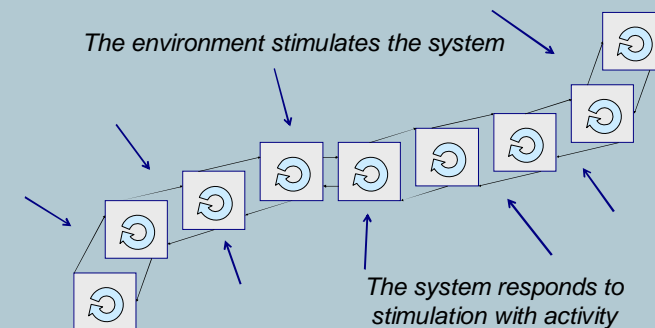 The environment stimulates the system
The system responds to
stimulation with activity